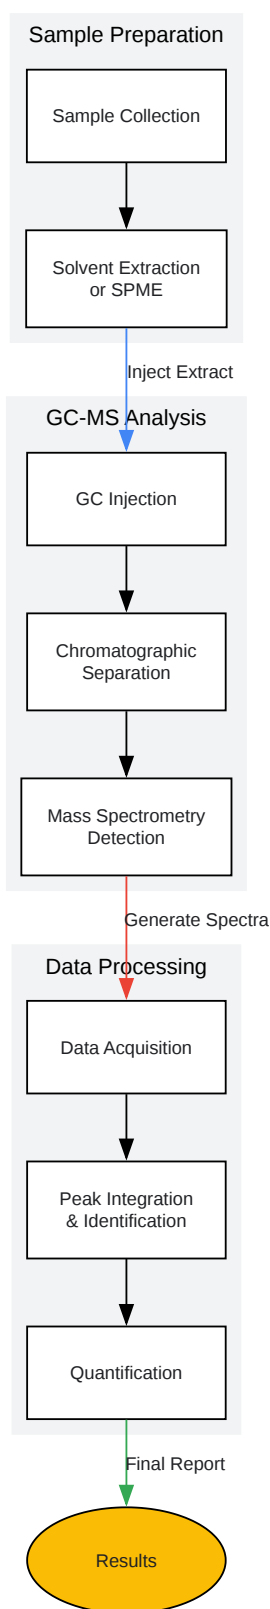 Sample Preparation
Sample Collection
Solvent Extraction
or SPME
Inject Extract
GC-MS Analysis
GC Injection
Chromatographic
Separation
Mass Spectrometry
Detection
Generate Spectra
Data Processing
Data Acquisition
Peak Integration
& Identification
Quantification
Final Report
Results